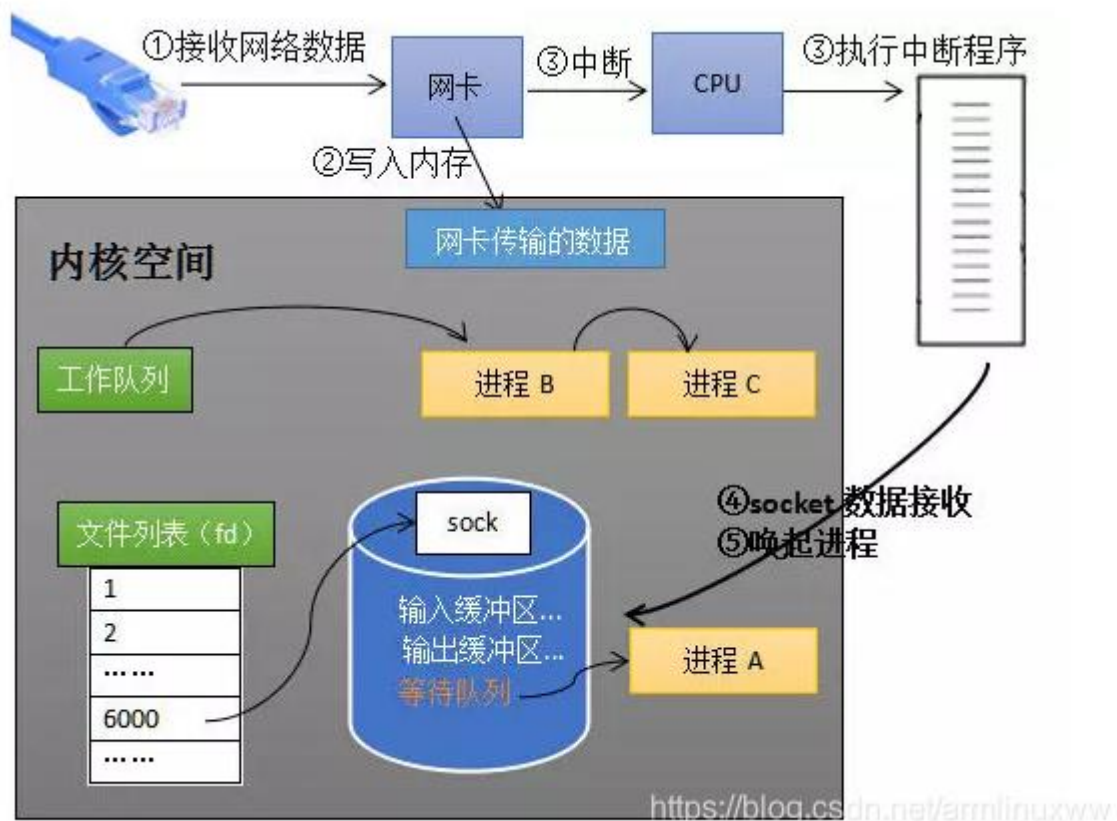 ①接收网络数据
网卡
③中断
CPU
③执行中断程序
②写入内存
网卡传输的数据
内核空间
工作队列
进程 B
进程 C
④socket 数据接收
⑤唤起进程
文件列表（fd）
1
2
……
6000
……
sock
输入缓冲区…
输出缓冲区…
等待队列
进程 A
https://blog.csdn.net/armlinuxww